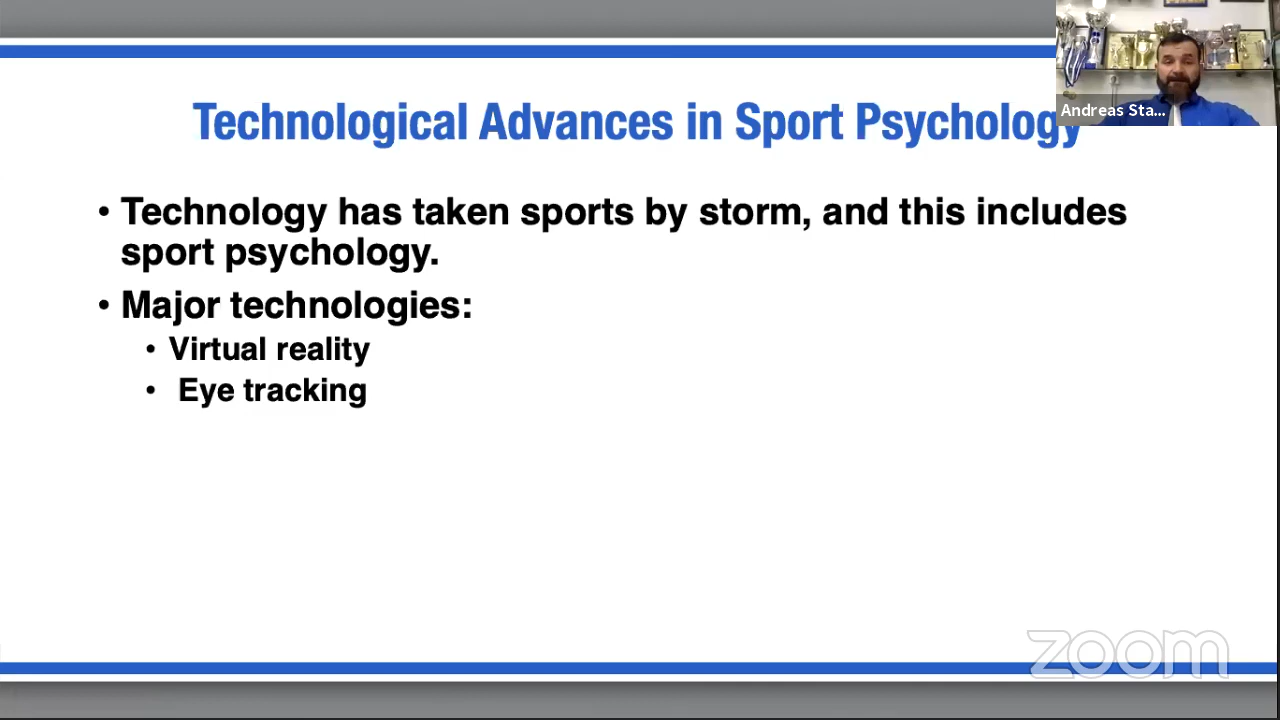 Technological Advances in Sport Psychology
Andreas Sta...
• Technology has taken sports by storm, and this includes
sport psychology.
• Major technologies:
• Virtual reality
• Eye tracking
zoom